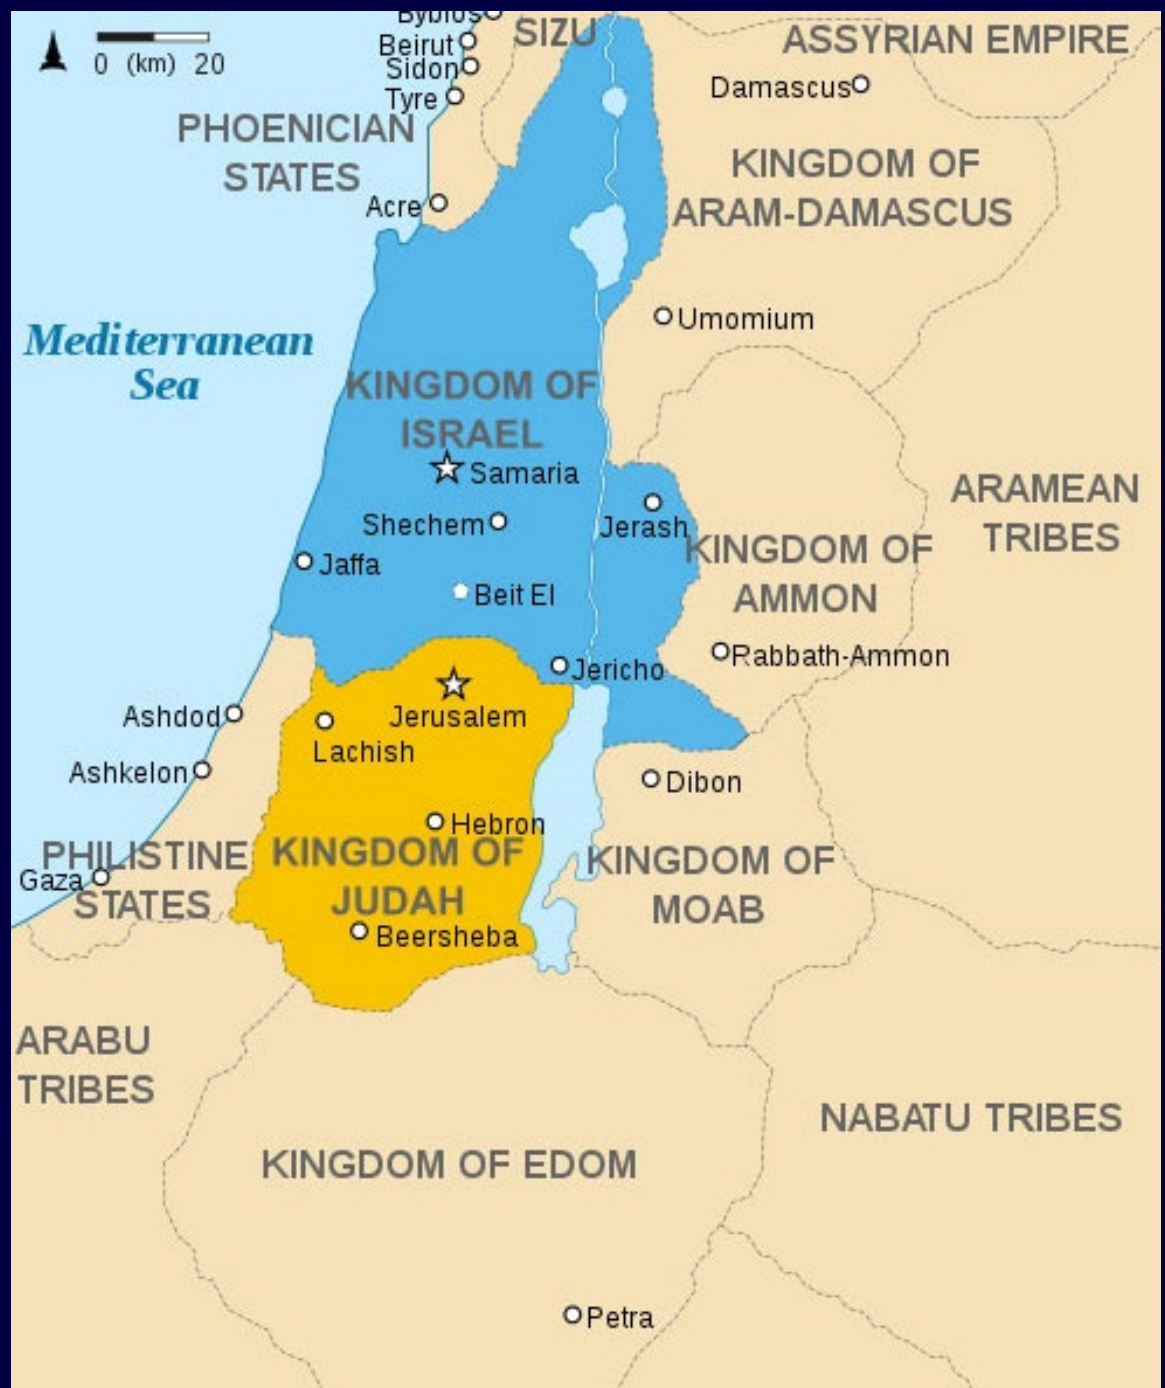 Byblos
SIZU
ASSYRIAN EMPIRE
Beirut
0 (km) 20
Sidon
Damascus
Tyre
PHOENICIAN
STATES
KINGDOM OF
ARAM-DAMASCUS
Acre
Umomium
Mediterranean
Sea
KINGDOM OF
ISRAEL
Samaria
Shechem
Jerash
ARAMEAN
TRIBES
Jaffa
KINGDOM OF
AMMON
Beit El
Rabbath-Ammon
Jericho
Ashdod
Jerusalem
Lachish
Ashkelon
Dibon
Hebron
PHILISTINE
STATES
Gaza
KINGDOM OF
JUDAH
KINGDOM OF
MOAB
Beersheba
ARABU
TRIBES
NABATU TRIBES
KINGDOM OF EDOM
Petra